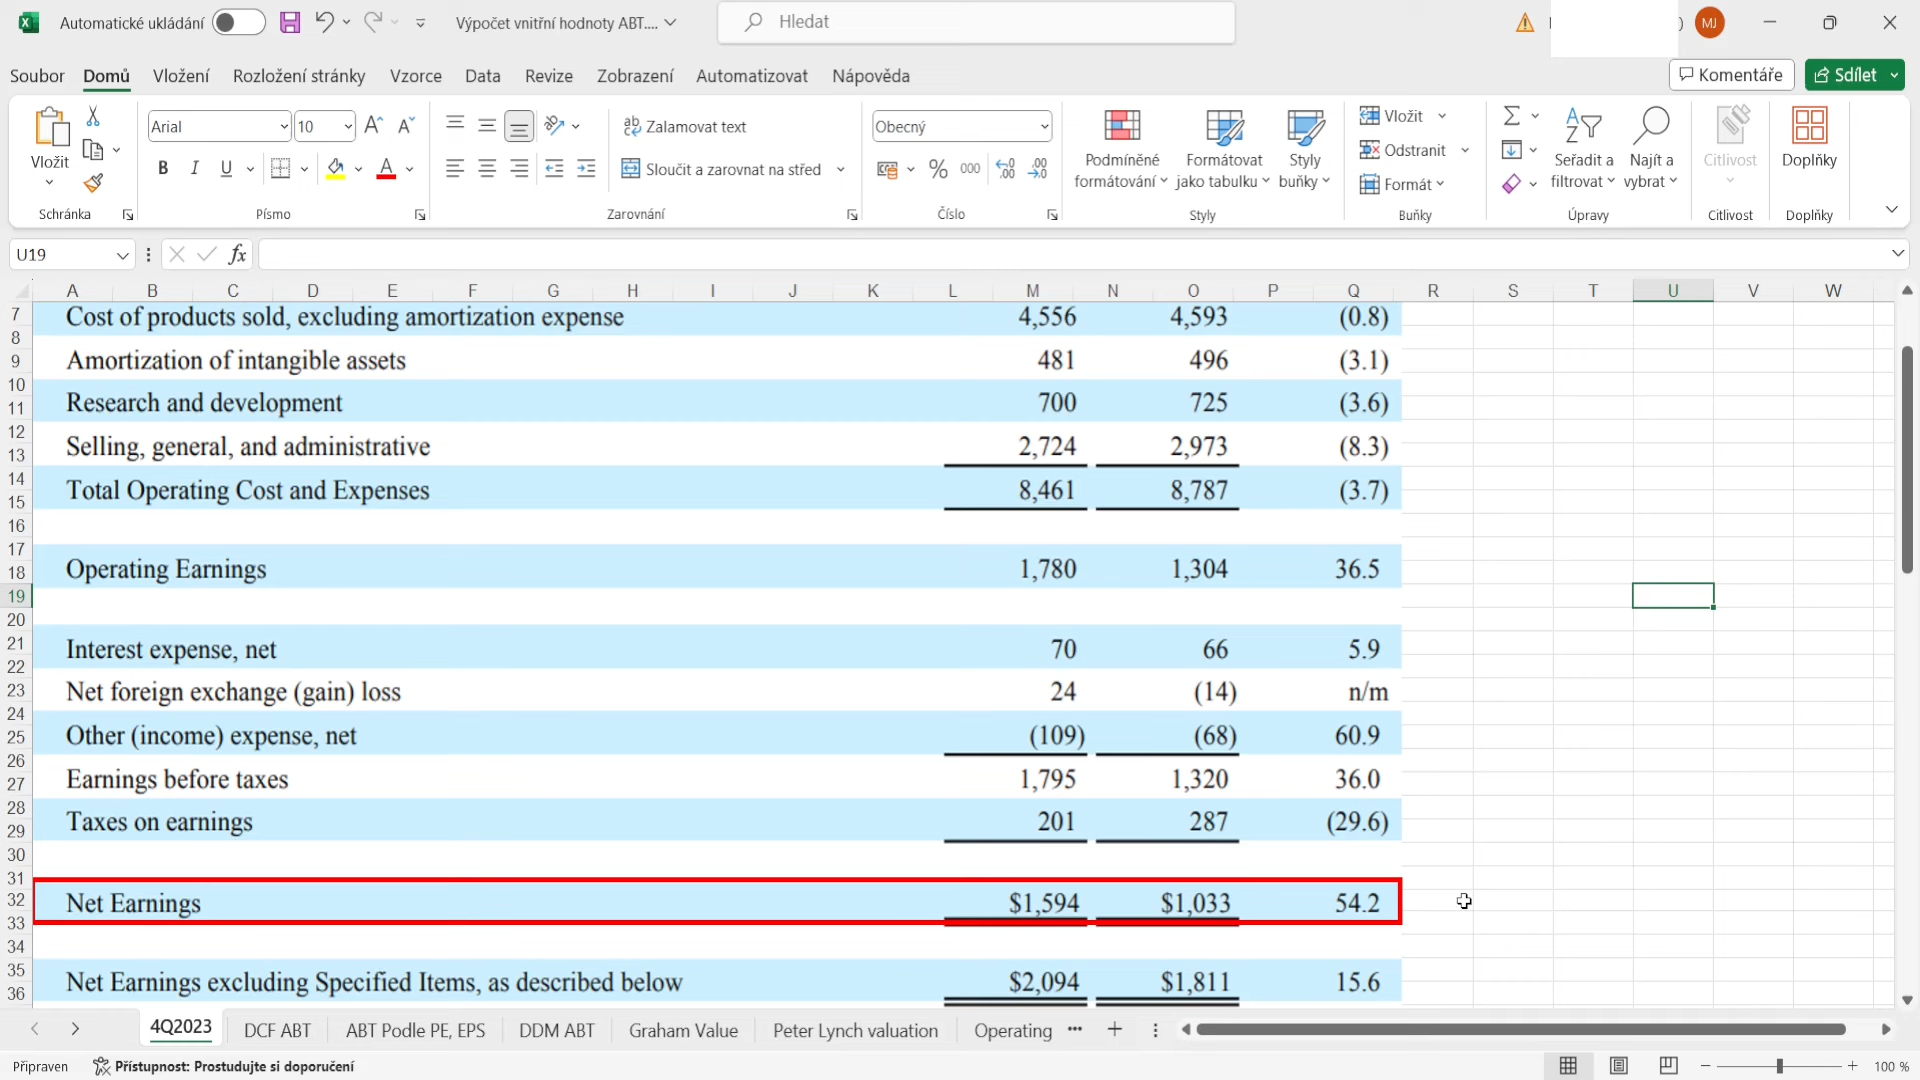 Automatické ukládání
Výpočet vnitřní hodnoty ABT....
Hledat
MJ
Soubor Domů Vložení Rozložení stránky Vzorce Data Revize Zobrazení Automatizovat Nápověda
Komentáře
Sdílet
Vložit
Schránka
Arial 10
B I U
Písmo
Zalamovat text
Sloučit a zarovnat na střed
Zarovnání
Obecný
% 000
Číslo
Podmíněné formátování
Formátovat jako tabulku
Styly buňky
Styly
Vložit
Odstranit
Formát
Buňky
Seřadit a filtrovat
Najít a vybrat
Úpravy
Citlivost
Citlivost
Doplňky
Doplňky
U19
fx
A B C D E F G H I J K L M N O P Q R S T U V W
7 Cost of products sold, excluding amortization expense 4,556 4,593 (0.8)
8
9 Amortization of intangible assets 481 496 (3.1)
10
11 Research and development 700 725 (3.6)
12
13 Selling, general, and administrative 2,724 2,973 (8.3)
14
15 Total Operating Cost and Expenses 8,461 8,787 (3.7)
16
17
18 Operating Earnings 1,780 1,304 36.5
19
20
21 Interest expense, net 70 66 5.9
22
23 Net foreign exchange (gain) loss 24 (14) n/m
24
25 Other (income) expense, net (109) (68) 60.9
26
27 Earnings before taxes 1,795 1,320 36.0
28
29 Taxes on earnings 201 287 (29.6)
30
31
32 Net Earnings $1,594 $1,033 54.2
33
34
35 Net Earnings excluding Specified Items, as described below $2,094 $1,811 15.6
36
4Q2023 DCF ABT ABT Podle PE, EPS DDM ABT Graham Value Peter Lynch valuation Operating ...
Připraven Přístupnost: Prostudujte si doporučení 100 %